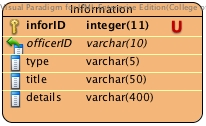 Information
inforID integer(11) U
officerID varchar(10)
type varchar(5)
title varchar(50)
details varchar(400)